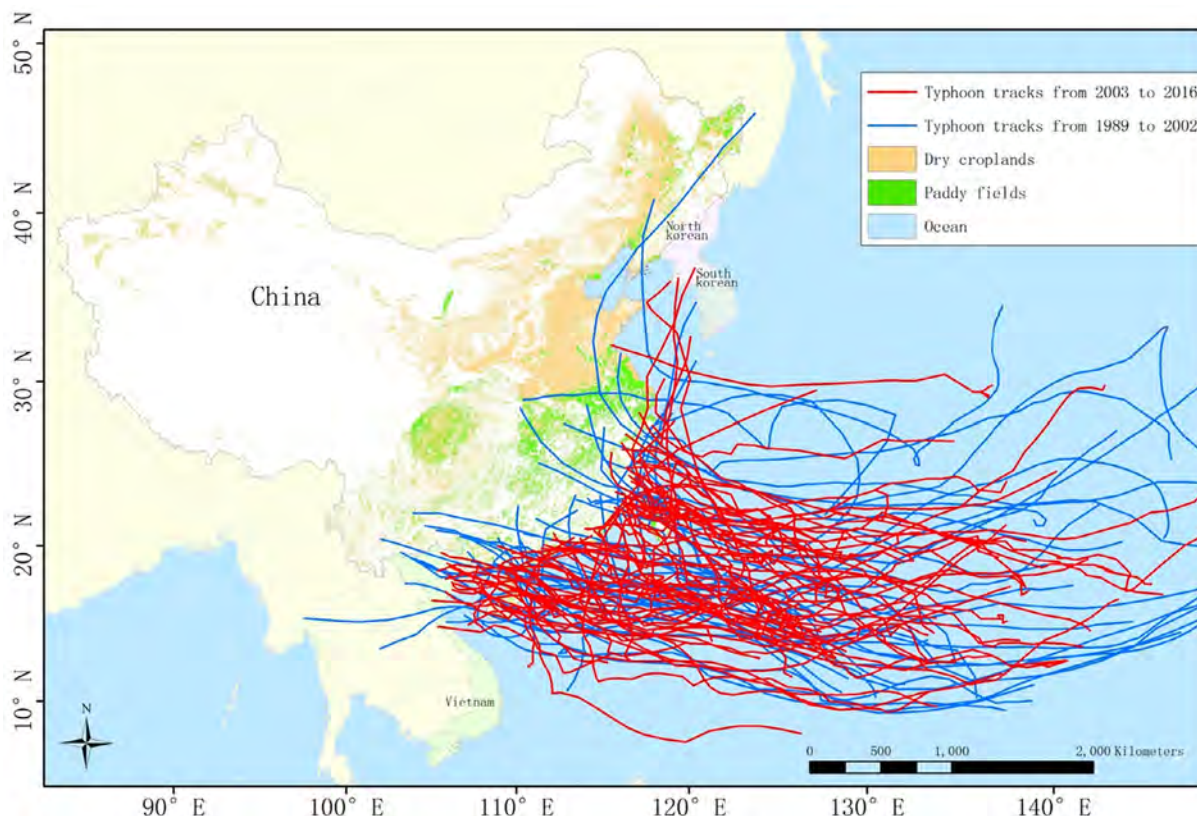 50° N
40° N
30° N
20° N
10° N
Typhoon tracks from 2003 to 2016
Typhoon tracks from 1989 to 2002
Dry croplands
Paddy fields
Ocean
North
korean
South
korean
China
Vietnam
N
0 500 1,000 2,000 Kilometers
90° E 100° E 110° E 120° E 130° E 140° E